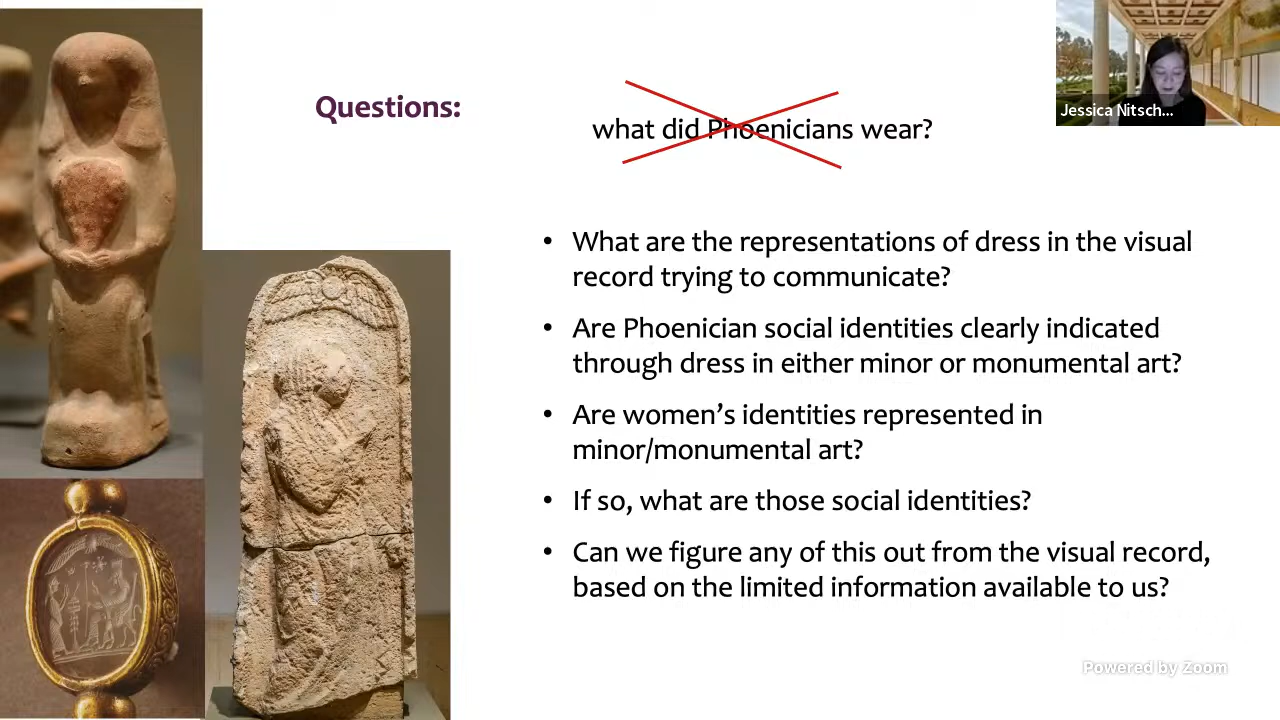 Questions:
what did Phoenicians wear?
Jessica Nitsch...
• What are the representations of dress in the visual
record trying to communicate?
• Are Phoenician social identities clearly indicated
through dress in either minor or monumental art?
• Are women’s identities represented in
minor/monumental art?
• If so, what are those social identities?
• Can we figure any of this out from the visual record,
based on the limited information available to us?
Powered by Zoom